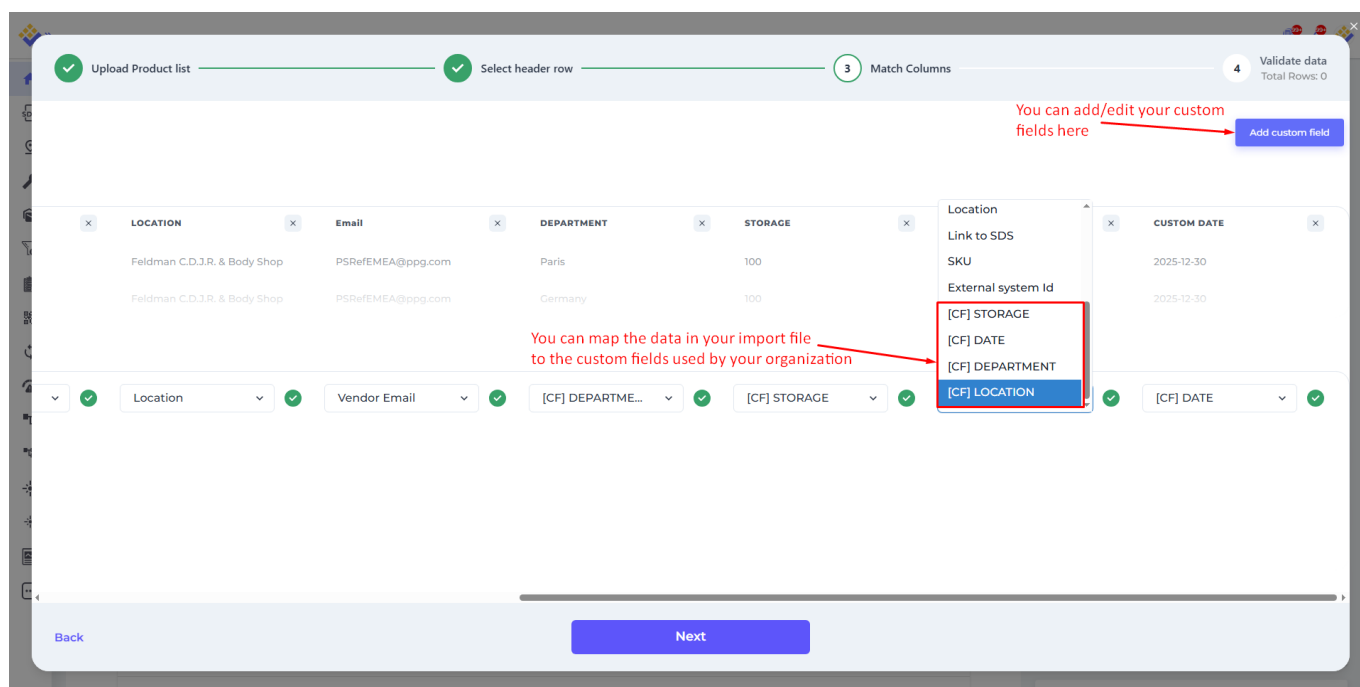 Upload Product list
Select header row
3 Match Columns
4 Validate data
Total Rows: 0
You can add/edit your custom
fields here
Add custom field
LOCATION Email DEPARTMENT STORAGE CUSTOM DATE
Feldman C.D.J.R. & Body Shop PSRefEMEA@ppg.com Paris 100 2025-12-30
Feldman C.D.J.R. & Body Shop PSRefEMEA@ppg.com Germany 100 2025-12-30
Location
Link to SDS
SKU
External system Id
[CF] STORAGE
[CF] DATE
[CF] DEPARTMENT
[CF] LOCATION
You can map the data in your import file
to the custom fields used by your organization
Location Vendor Email [CF] DEPARTME... [CF] STORAGE [CF] DATE
Back
Next